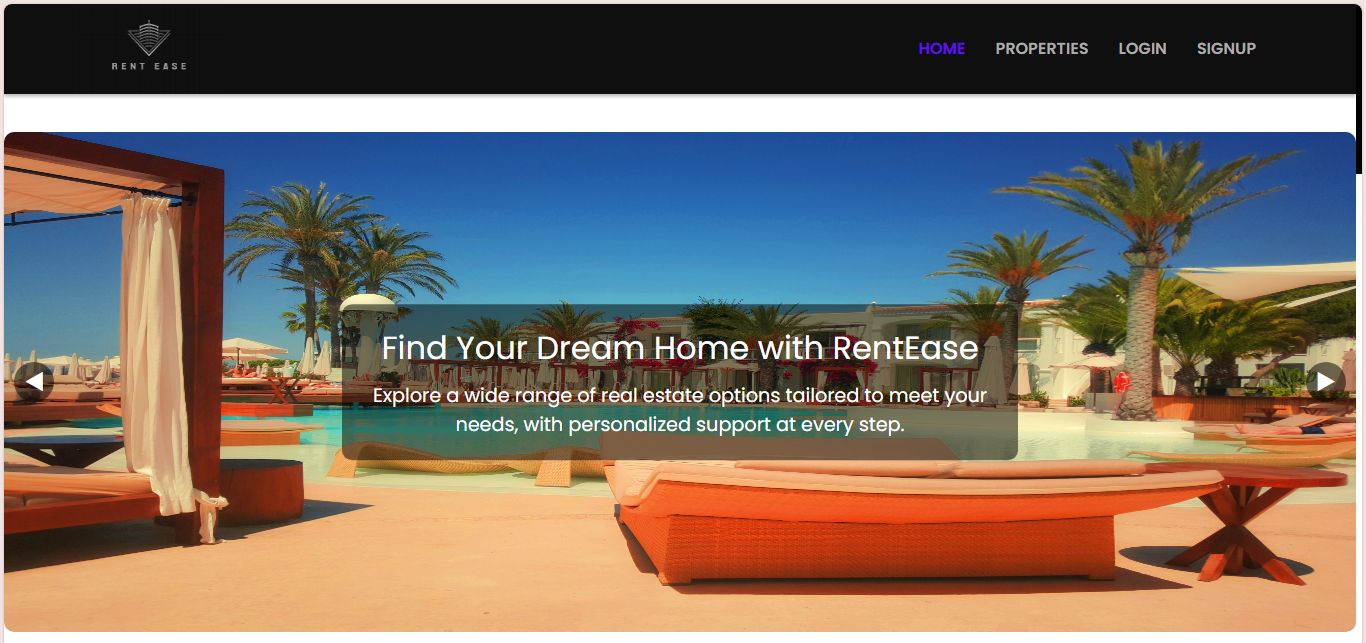 RENT EASE
HOME PROPERTIES LOGIN SIGNUP
Find Your Dream Home with RentEase
Explore a wide range of real estate options tailored to meet your
needs, with personalized support at every step.